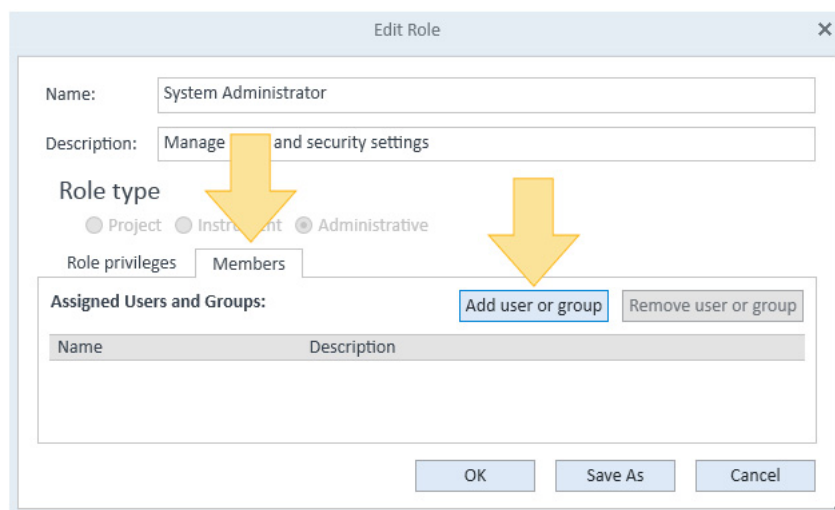 Edit Role
Name: System Administrator
Description: Manage and security settings
Role type
Project Administrative
Role privileges Members
Assigned Users and Groups: Add user or group Remove user or group
Name Description
OK Save As Cancel